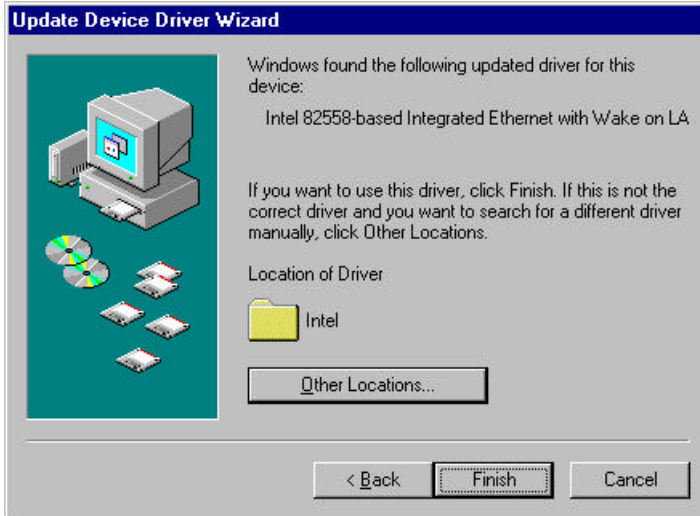 Update Device Driver Wizard
Windows found the following updated driver for this
device:
Intel 82558-based Integrated Ethernet with Wake on LA
If you want to use this driver, click Finish. If this is not the
correct driver and you want to search for a different driver
manually, click Other Locations.
Location of Driver
Intel
Other Locations...
< Back
Finish
Cancel